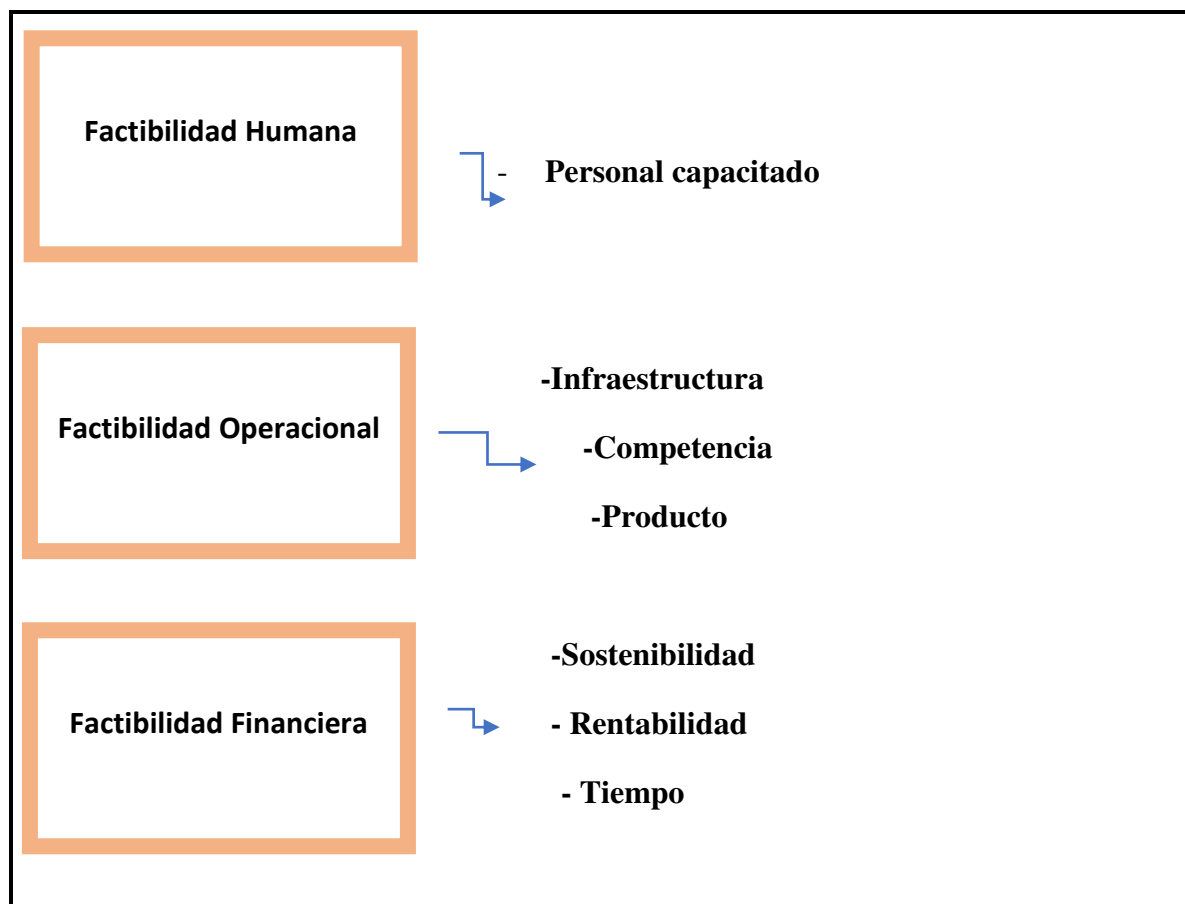 Factibilidad Humana
- Personal capacitado
Factibilidad Operacional
-Infraestructura
-Competencia
-Producto
Factibilidad Financiera
-Sostenibilidad
- Rentabilidad
- Tiempo